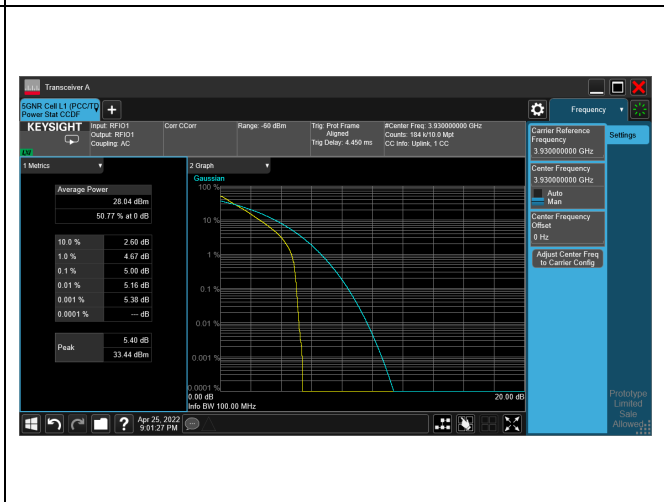 Transceiver A
5GNR Cell L1 (PCC/TD
Power Stat CCDF
Frequency
KEYSIGHT
Input: RFIO1
Output: RFIO1
Coupling: AC
Corr CCorr
Range: -60 dBm
Trig: Prot Frame
Aligned
Trig Delay: 4.450 ms
#Center Freq: 3.930000000 GHz
Counts: 184 k/10.0 Mpt
CC Info: Uplink, 1 CC
1 Metrics
Average Power
28.04 dBm
50.77 % at 0 dB
10.0 % 2.60 dB
1.0 % 4.67 dB
0.1 % 5.00 dB
0.01 % 5.16 dB
0.001 % 5.38 dB
0.0001 % --- dB
Peak
5.40 dB
33.44 dBm
2 Graph
Gaussian
100 %
10 %
1 %
0.1 %
0.01 %
0.001 %
0.0001 %
0.00 dB
20.00 dB
Info BW 100.00 MHz
Carrier Reference
Frequency
3.930000000 GHz
Center Frequency
3.930000000 GHz
Auto
Man
Center Frequency
Offset
0 Hz
Adjust Center Freq
to Carrier Config
Settings
Prototype
Limited
Sale
Allowed
?
Apr 25, 2022
9:01:27 PM